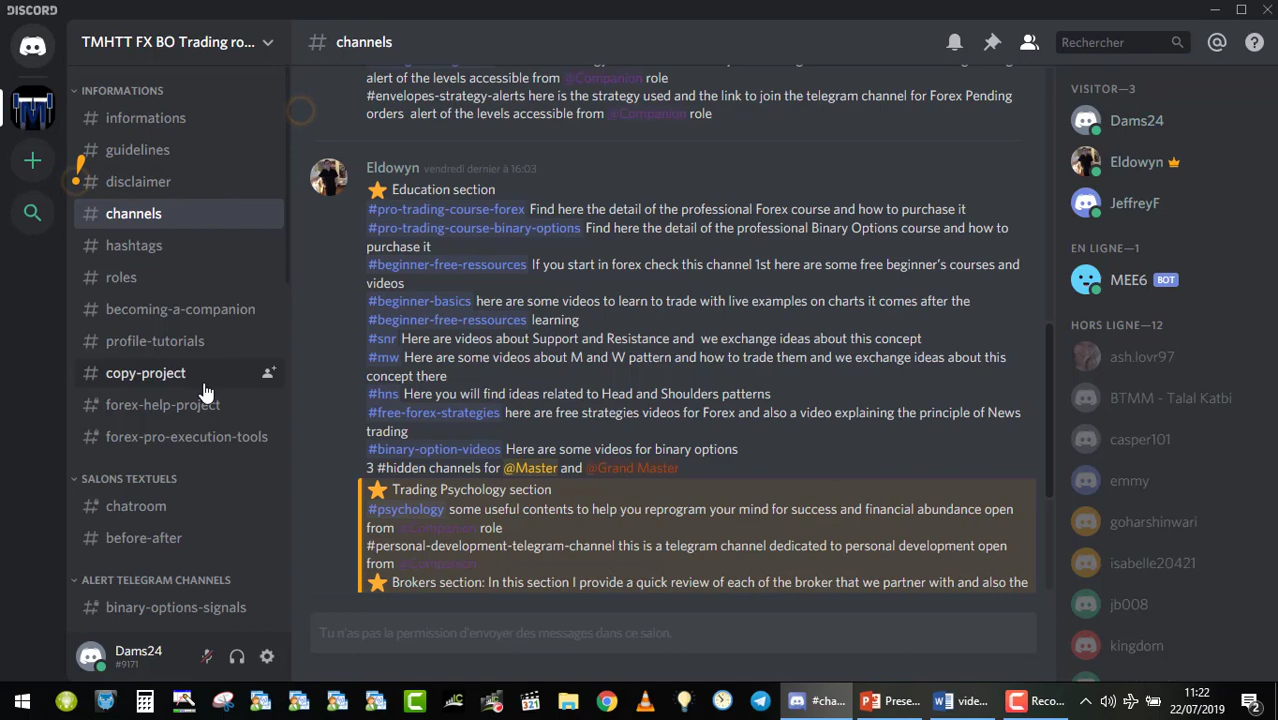 DISCORD
TMHTT FX BO Trading ro...
INFORMATIONS
informations
guidelines
disclaimer
channels
hashtags
roles
becoming-a-companion
profile-tutorials
copy-project
forex-help-project
forex-pro-execution-tools
SALONS TEXTUELS
chatroom
before-after
ALERT TELEGRAM CHANNELS
binary-options-signals
Dams24
#9171
# channels
Rechercher
alert of the levels accessible from @Companion role
#envelopes-strategy-alerts here is the strategy used and the link to join the telegram channel for Forex Pending
orders alert of the levels accessible from @Companion role
Eldowyn vendredi dernier à 16:03
Education section
#pro-trading-course-forex Find here the detail of the professional Forex course and how to purchase it
#pro-trading-course-binary-options Find here the detail of the professional Binary Options course and how to
purchase it
#beginner-free-ressources If you start in forex check this channel 1st here are some free beginner's courses and
videos
#beginner-basics here are some videos to learn to trade with live examples on charts it comes after the
#beginner-free-ressources learning
#snr Here are videos about Support and Resistance and we exchange ideas about this concept
#mw Here are some videos about M and W pattern and how to trade them and we exchange ideas about this
concept there
#hns Here you will find ideas related to Head and Shoulders patterns
#free-forex-strategies here are free strategies videos for Forex and also a video explaining the principle of News
trading
#binary-option-videos Here are some videos for binary options
3 #hidden channels for @Master and @Grand Master
Trading Psychology section
#psychology some useful contents to help you reprogram your mind for success and financial abundance open
from @Companion role
#personal-development-telegram-channel this is a telegram channel dedicated to personal development open
from @Companion
Brokers section: In this section I provide a quick review of each of the broker that we partner with and also the
Tu n'as pas la permission d'envoyer des messages dans ce salon.
VISITOR—3
Dams24
Eldowyn
JeffreyF
EN LIGNE—1
MEE6 BOT
HORS LIGNE—12
ash.lovr97
BTMM - Talal Katbi
casper101
emmy
goharshinwari
isabelle20421
jb008
kingdom
#cha...
Prese...
vide...
Reco...
11:22
22/07/2019